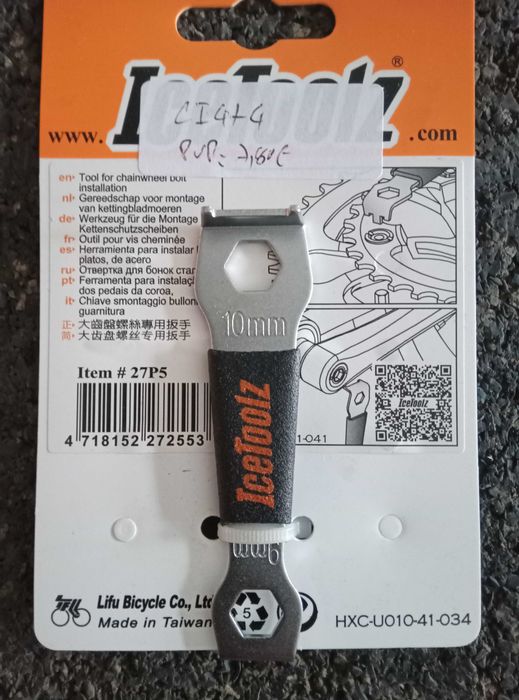 IceToolz®
www. .com
CI4+4
PVP= 7,50€
en• Tool for chainwheel bolt
installation
nl• Gereedschap voor montage
van kettingbladmoeren
de• Werkzeug für die Montage
Kettenschutzscheiben
fr• Outil pour vis cheminée
es• Herramienta para instalar
platos, de acero
ru• Отвертка для бонок стар
pt• Ferramenta para instalaç
dos pedais da coroa,
it• Chiave smontaggio bullon
guarnitura
正• 大齒盤螺絲專用扳手
简• 大齿盘螺丝专用扳手
10mm
Item # 27P5
4 718152 272553
IceToolz
1-041
IceToolz
9mm
5
Lifu Bicycle Co., Ltd
Made in Taiwan
HXC-U010-41-034